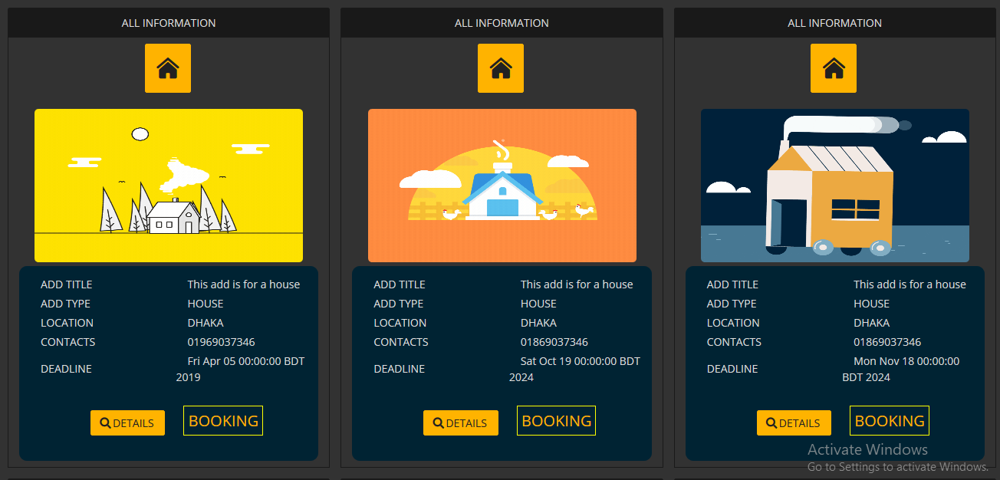 ALL INFORMATION
ADD TITLE This add is for a house
ADD TYPE HOUSE
LOCATION DHAKA
CONTACTS 01969037346
DEADLINE Fri Apr 05 00:00:00 BDT
2019
DETAILS BOOKING
ALL INFORMATION
ADD TITLE This add is for a house
ADD TYPE HOUSE
LOCATION DHAKA
CONTACTS 01869037346
DEADLINE Sat Oct 19 00:00:00 BDT
2024
DETAILS BOOKING
ALL INFORMATION
ADD TITLE This add is for a house
ADD TYPE HOUSE
LOCATION DHAKA
CONTACTS 01869037346
DEADLINE Mon Nov 18 00:00:00
BDT 2024
DETAILS BOOKING
Activate Windows
Go to Settings to activate Windows.